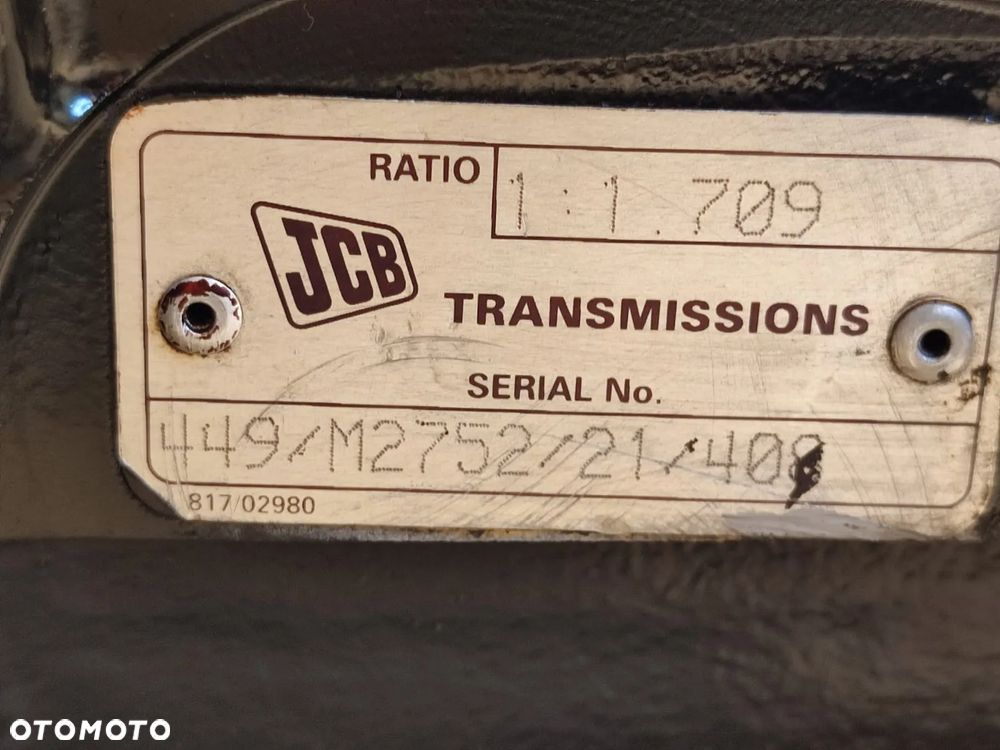 RATIO 1:1.709
JCB
TRANSMISSIONS
SERIAL No.
449/M2752/21/408
817/02980
OTOMOTO